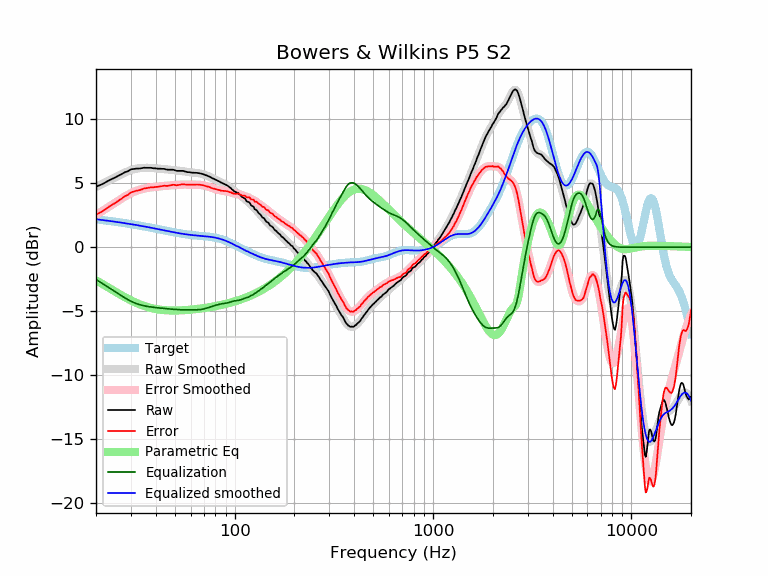 Bowers & Wilkins P5 S2
Amplitude (dBr)
10
5
0
−5
−10
−15
−20
Target
Raw Smoothed
Error Smoothed
Raw
Error
Parametric Eq
Equalization
Equalized smoothed
100
1000
10000
Frequency (Hz)